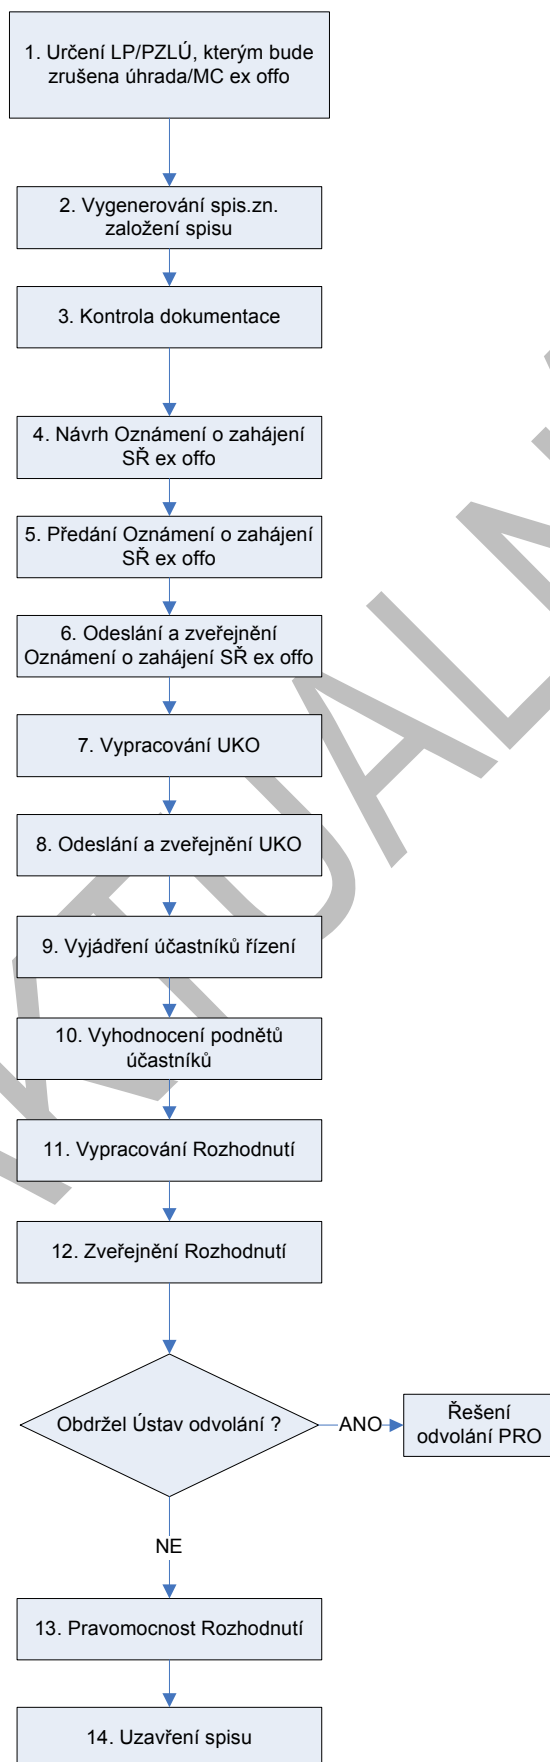 1. Určení LP/PZLÚ, kterým bude
zrušena úhrada/MC ex offo
2. Vygenerování spis.zn.
založení spisu
3. Kontrola dokumentace
4. Návrh Oznámení o zahájení
SŘ ex offo
5. Předání Oznámení o zahájení
SŘ ex offo
6. Odeslání a zveřejnění
Oznámení o zahájení SŘ ex offo
7. Vypracování UKO
8. Odeslání a zveřejnění UKO
9. Vyjádření účastníků řízení
10. Vyhodnocení podnětů
účastníků
11. Vypracování Rozhodnutí
12. Zveřejnění Rozhodnutí
Obdržel Ústav odvolání ?
ANO
Řešení
odvolání PRO
NE
13. Pravomocnost Rozhodnutí
14. Uzavření spisu